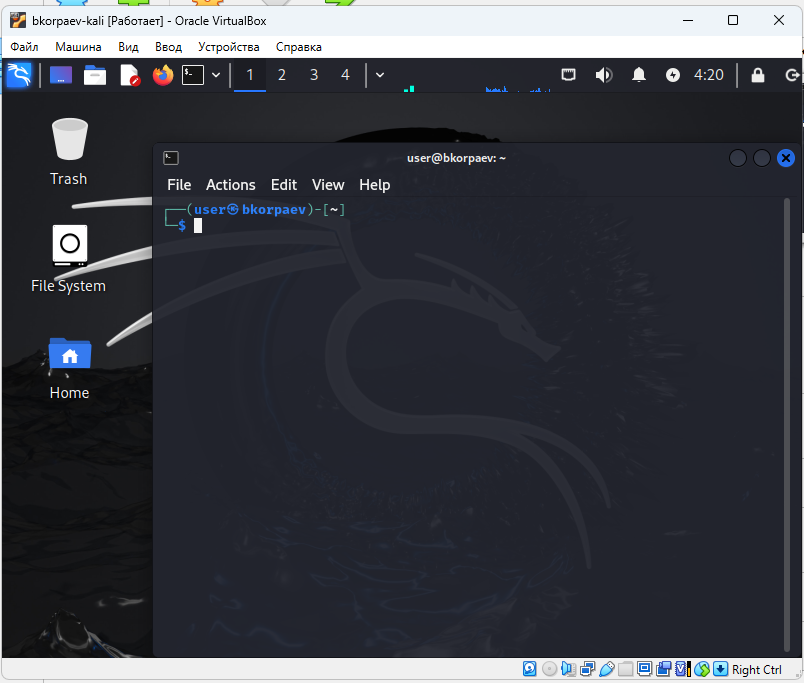 bkorpaev-kali [Работает] - Oracle VirtualBox
Файл Машина Вид Ввод Устройства Справка
1 2 3 4 4:20
Trash
File System
Home
user@bkorpaev: ~
File Actions Edit View Help
┌──(user㉿bkorpaev)-[~]
└─$
Right Ctrl